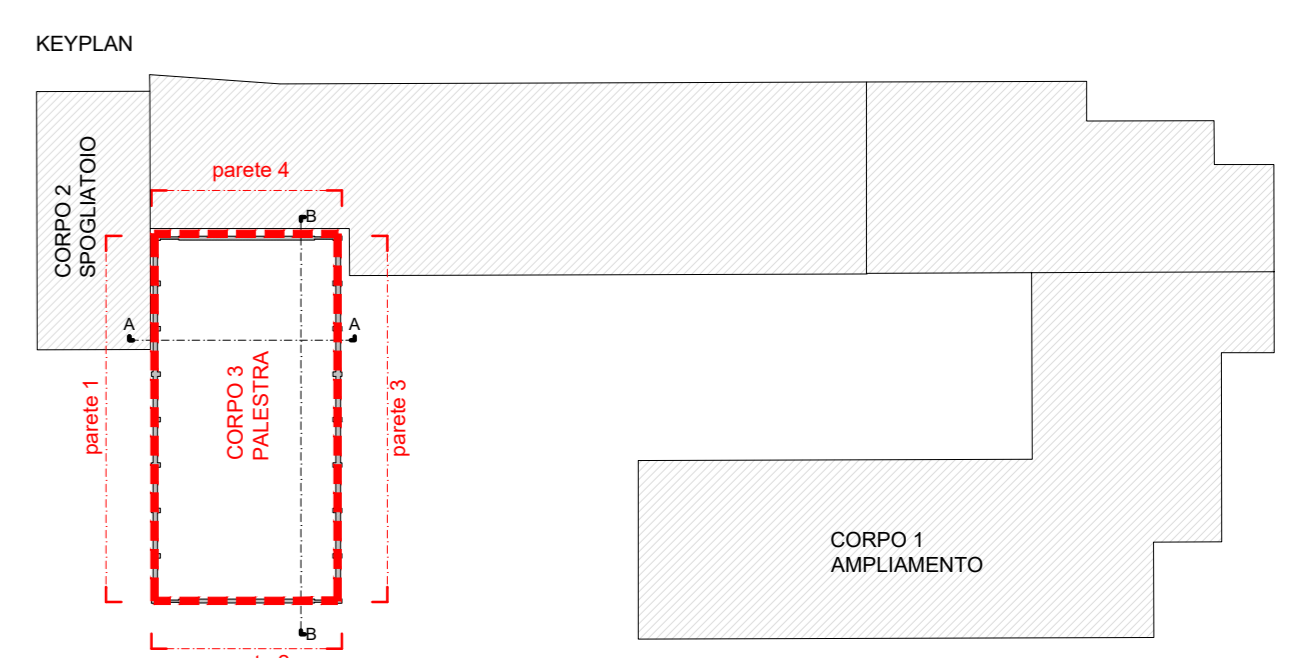 KEYPLAN
CORPO 2
SPOGLIATOIO
parete 4
B
A
A
parete 1
CORPO 3
PALESTRA
parete 3
CORPO 1
AMPLIAMENTO
B